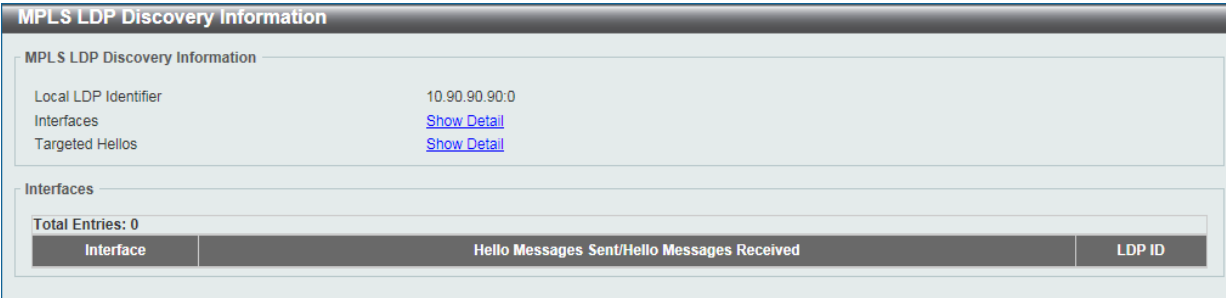 MPLS LDP Discovery Information
MPLS LDP Discovery Information
Local LDP Identifier 10.90.90.90:0
Interfaces Show Detail
Targeted Hellos Show Detail
Interfaces
Total Entries: 0
Interface Hello Messages Sent/Hello Messages Received LDP ID